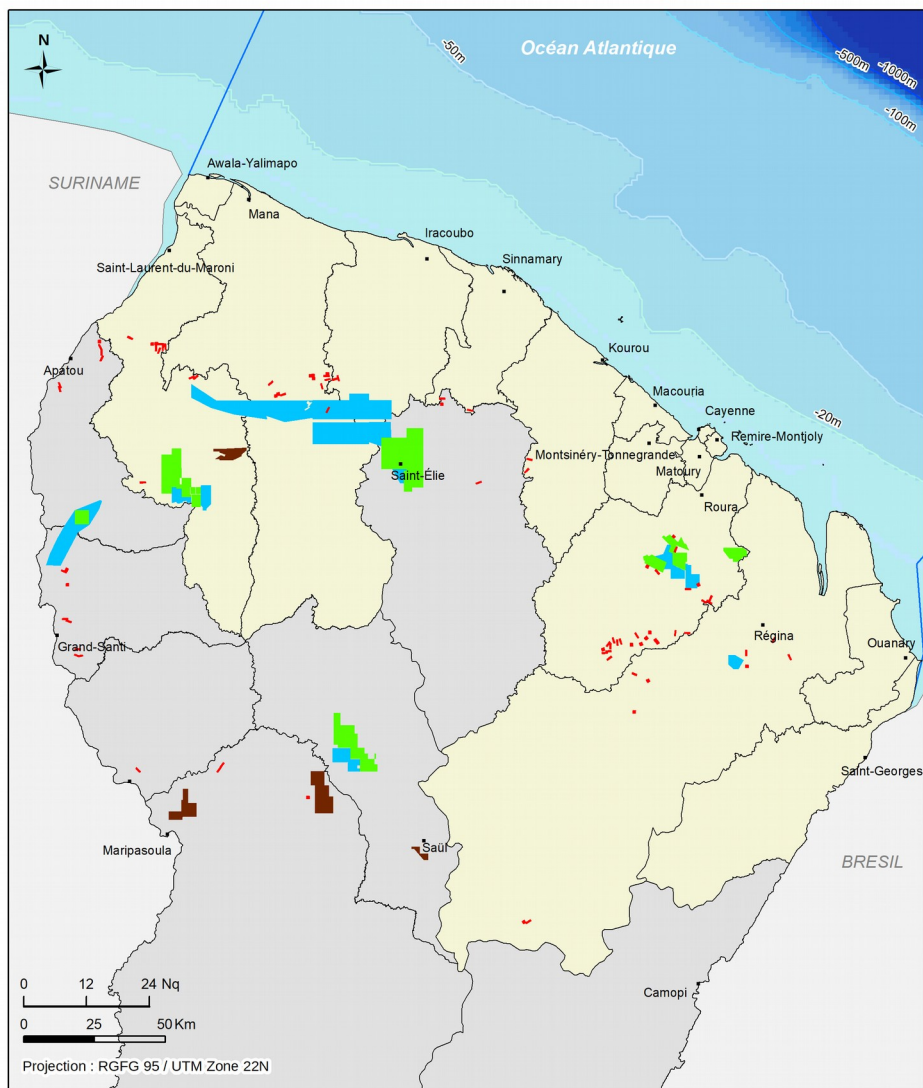 N
Océan Atlantique
-50m
-500m
-1000m
-100m
Awala-Yalimapo
SURINAME
Mana
Iracoubo
Saint-Laurent-du-Maroni
Sinnamary
Kourou
Apatou
Macouria
-20m
Cayenne
Remire-Montjoly
Montsinéry-Tonnegrande
Matoury
Saint-Élie
Roura
Régina
Grand-Santi
Ouanary
Saint-Georges
Maripasoula
Saül
BRESIL
Camopi
0 12 24 Nq
0 25 50 Km
Projection : RGFG 95 / UTM Zone 22N